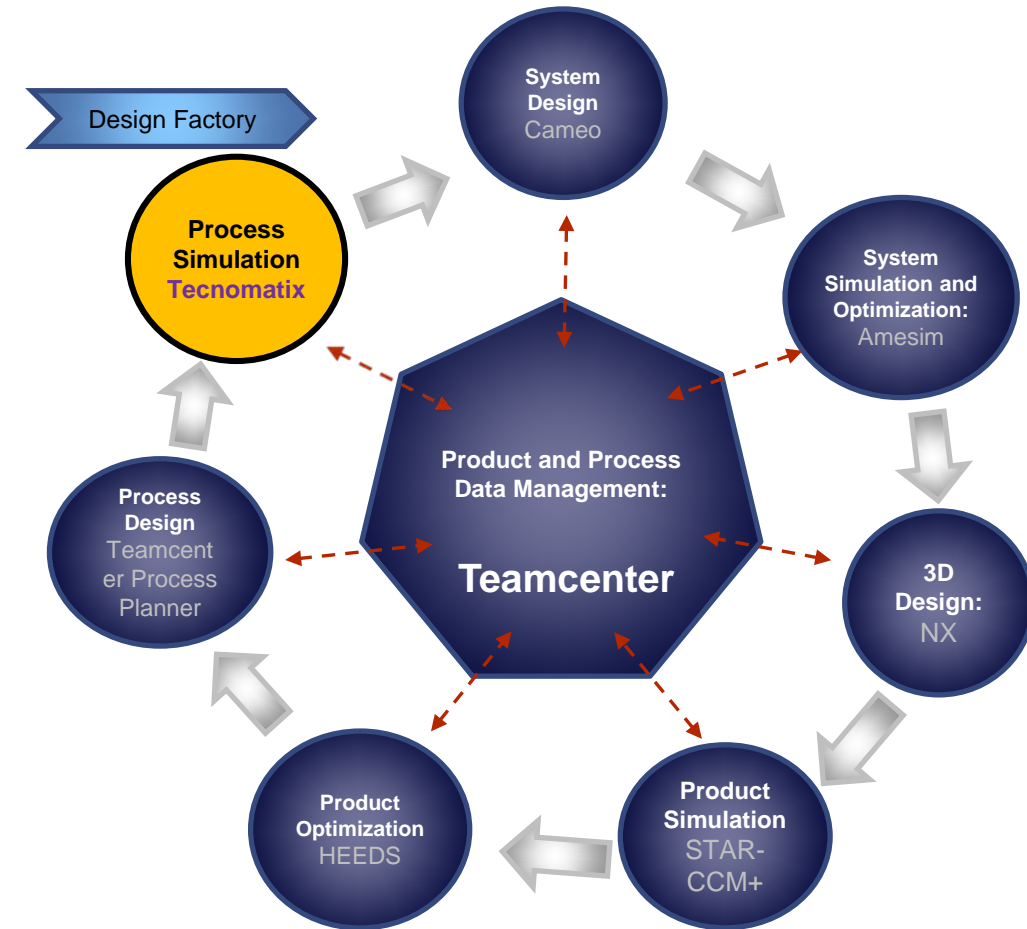 Design Factory
System
Design
Cameo
Process
Simulation
Tecnomatix
System
Simulation and
Optimization:
Amesim
Product and Process
Data Management:
Teamcenter
Process
Design
Teamcent
er Process
Planner
3D
Design:
NX
Product
Optimization
HEEDS
Product
Simulation
STAR-
CCM+